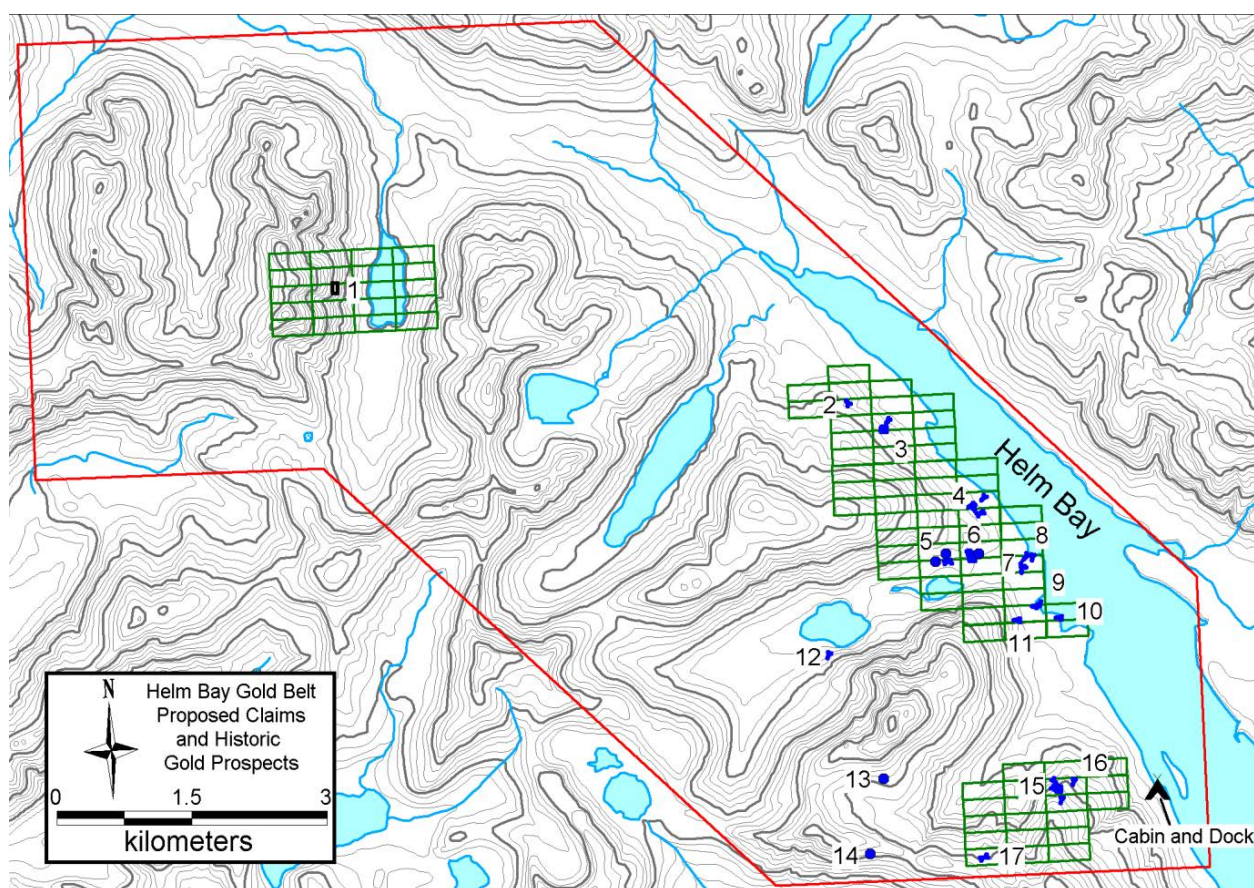 1
2
3
Helm Bay
4
5
6
7
8
9
10
11
12
13
14
15
16
17
Cabin and Dock
N
Helm Bay Gold Belt
Proposed Claims
and Historic
Gold Prospects
0 1.5 3
kilometers